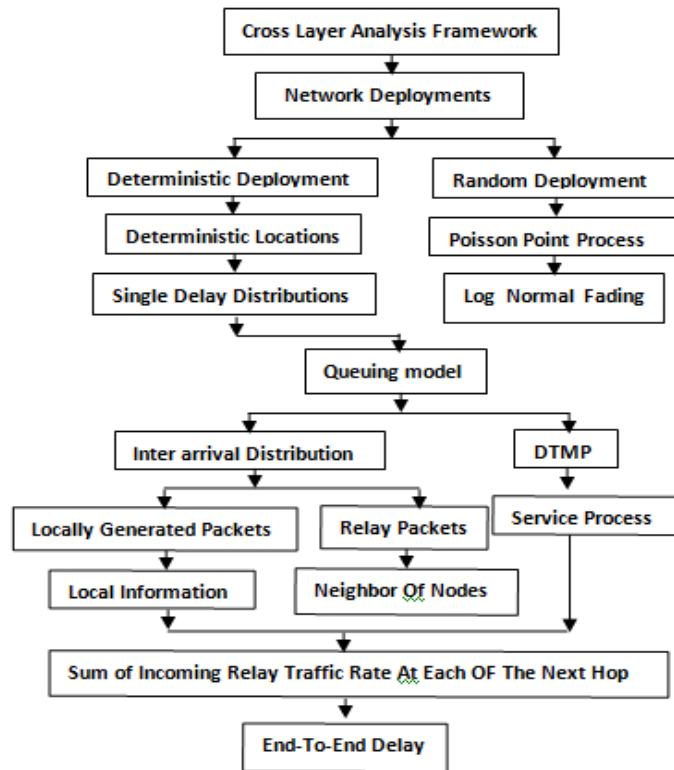 Cross Layer Analysis Framework
Network Deployments
Deterministic Deployment
Random Deployment
Deterministic Locations
Poisson Point Process
Single Delay Distributions
Log Normal Fading
Queuing model
Inter arrival Distribution
DTMP
Locally Generated Packets
Relay Packets
Service Process
Local Information
Neighbor Of Nodes
Sum of Incoming Relay Traffic Rate At Each OF The Next Hop
End-To-End Delay